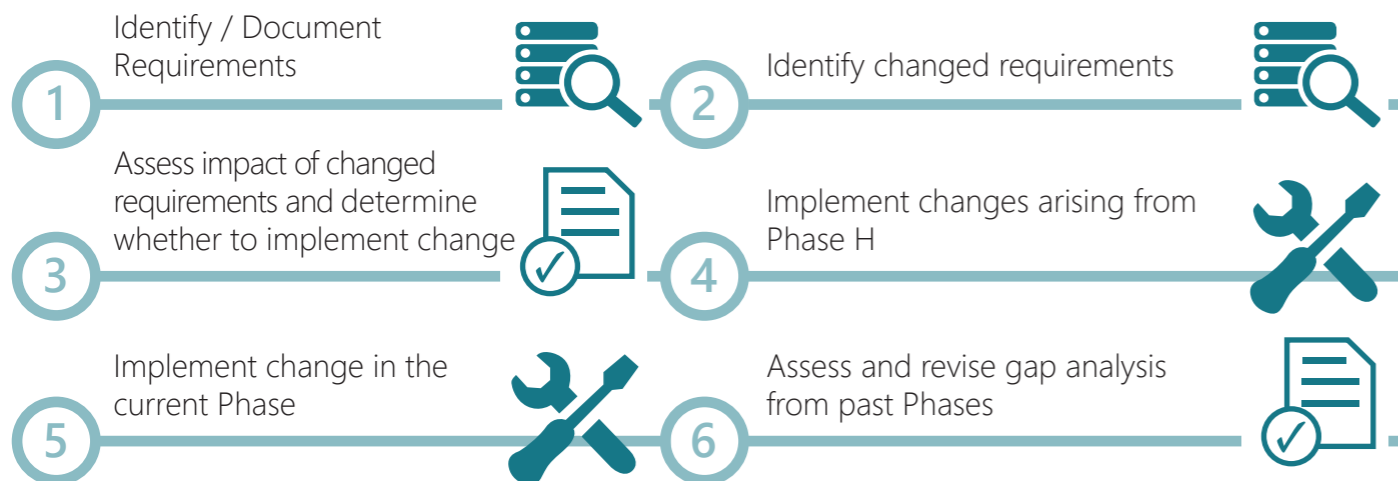 Identify / Document
Requirements
1
Identify changed requirements
2
Assess impact of changed
requirements and determine
whether to implement change
3
Implement changes arising from
Phase H
4
Implement change in the
current Phase
5
Assess and revise gap analysis
from past Phases
6